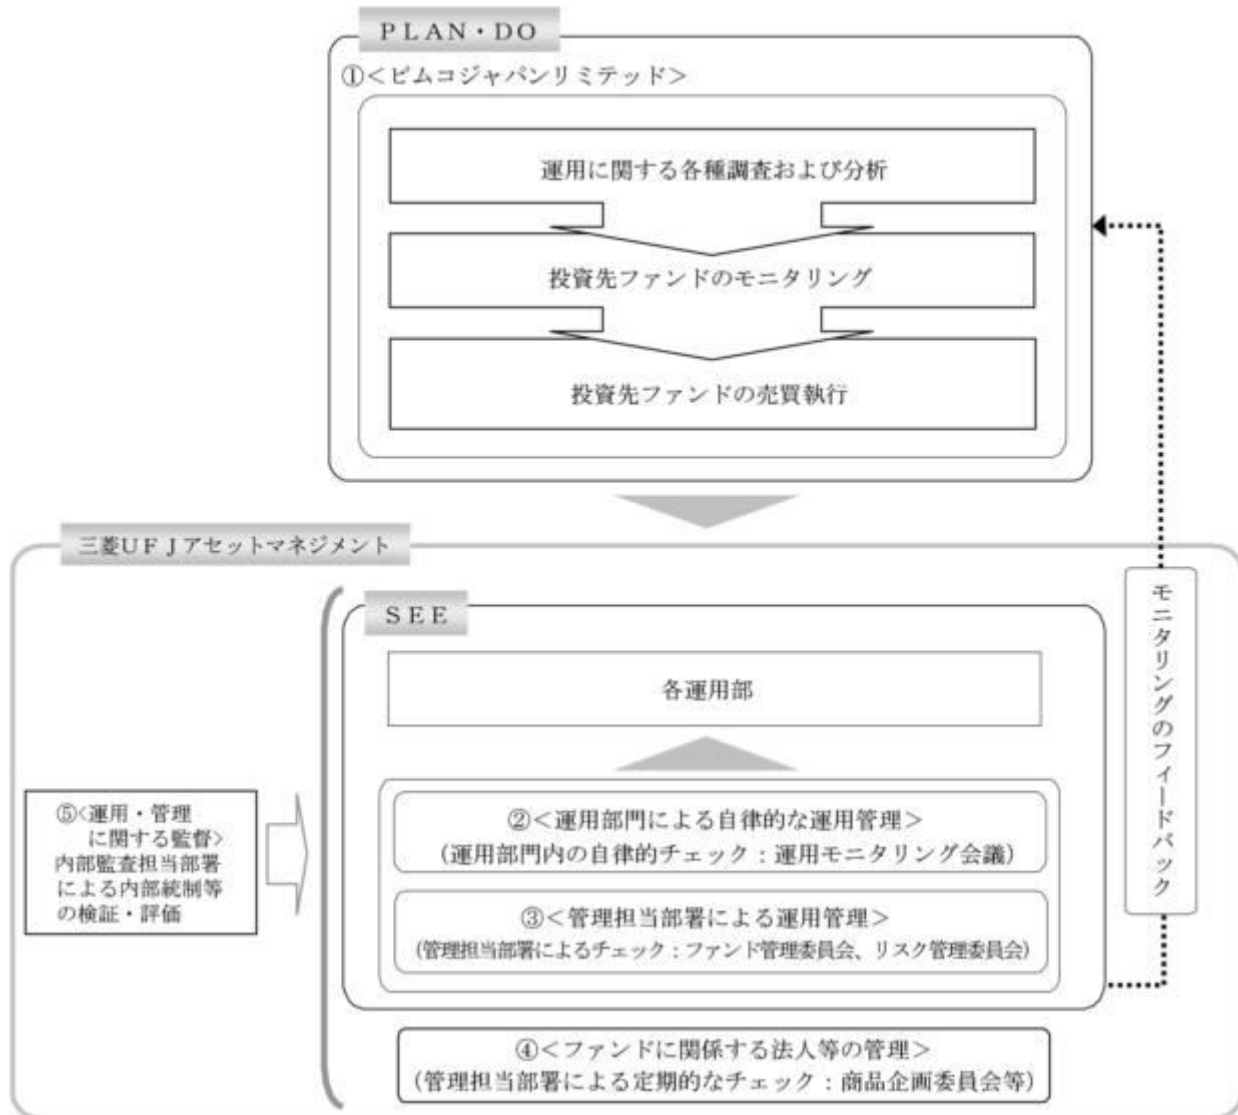 ＰＬＡＮ・ＤＯ
①＜ピムコジャパンリミテッド＞
運用に関する各種調査および分析
投資先ファンドのモニタリング
投資先ファンドの売買執行
三菱ＵＦＪアセットマネジメント
ＳＥＥ
各運用部
②＜運用部門による自律的な運用管理＞
(運用部門内の自律的チェック：運用モニタリング会議)
③＜管理担当部署による運用管理＞
(管理担当部署によるチェック：ファンド管理委員会、リスク管理委員会)
④＜ファンドに関係する法人等の管理＞
(管理担当部署による定期的なチェック：商品企画委員会等)
⑤<運用・管理
に関する監督>
内部監査担当部署
による内部統制等
の検証・評価
モニタリングのフィードバック